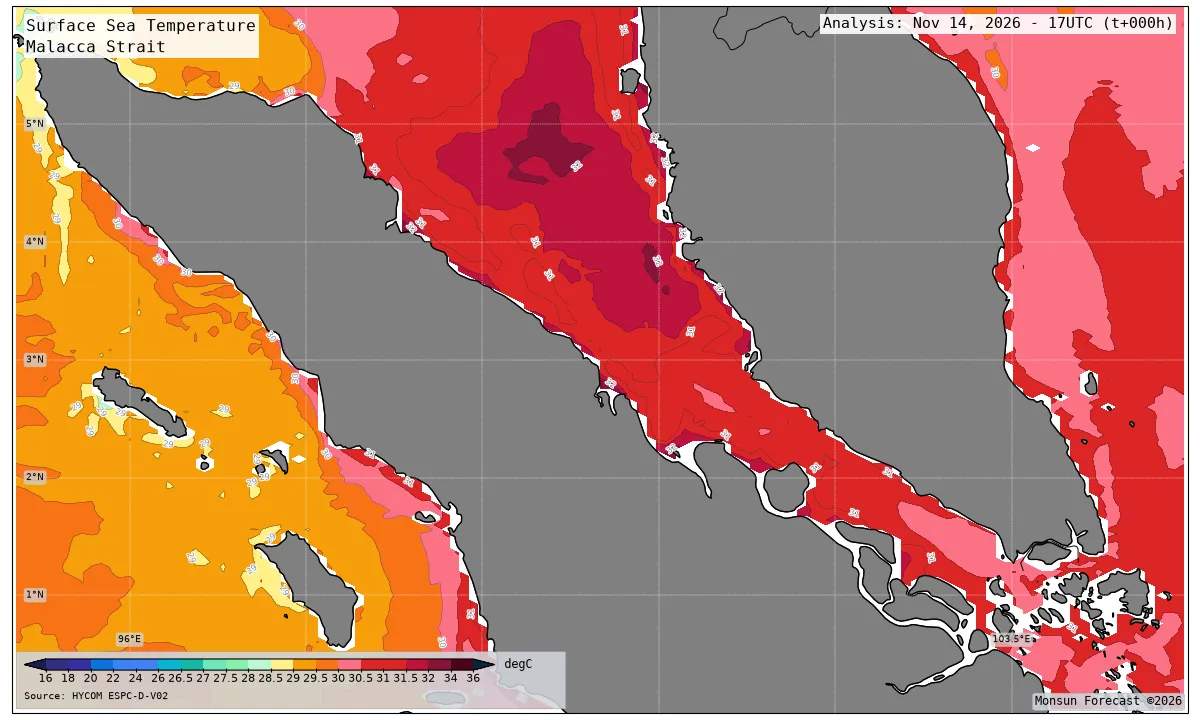 Surface Sea Temperature
Malacca Strait
Analysis: Nov 14, 2026 - 17UTC (t+000h)
5°N
4°N
3°N
2°N
1°N
96°E
103.5°E
degC
16 18 20 22 24 26 26.5 27 27.5 28 28.5 29 29.5 30 30.5 31 31.5 32 34 36
Source: HYCOM ESPC-D-V02
Monsun Forecast ©2026